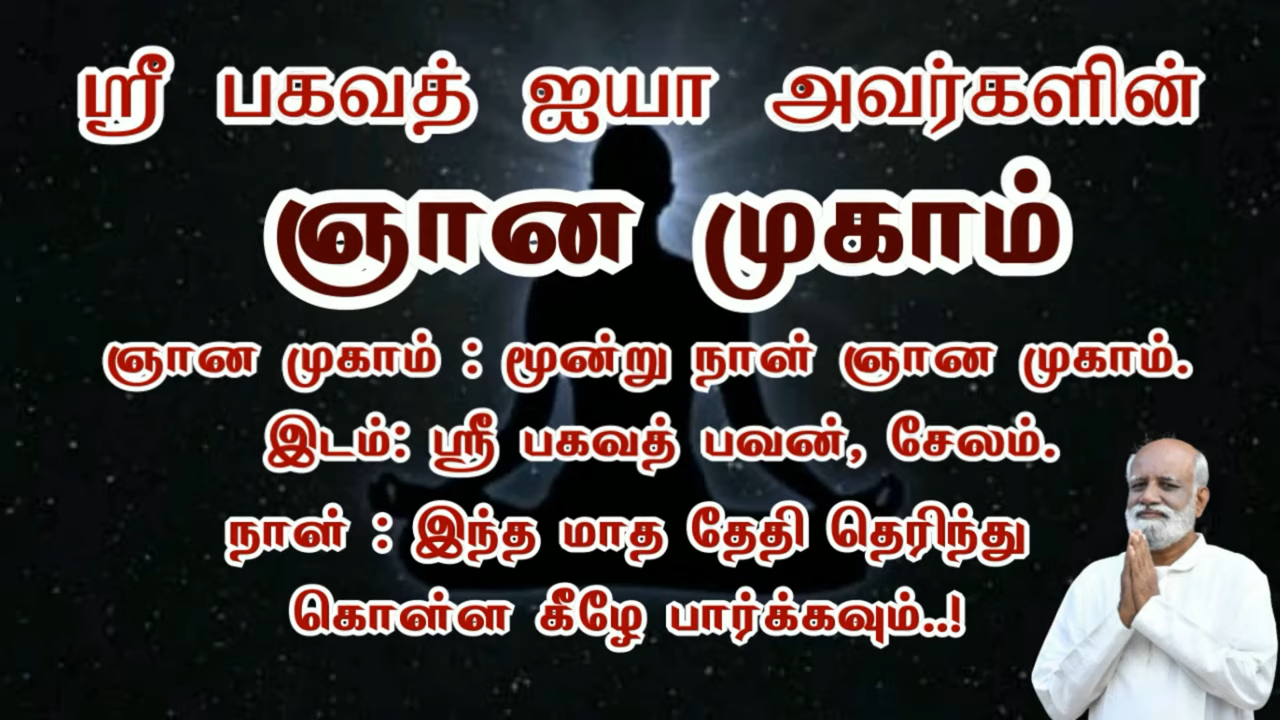 ஸ்ரீ பகவத் ஐயா அவர்களின்
ஞான முகாம்
ஞான முகாம் : மூன்று நாள் ஞான முகாம்.
இடம்: ஸ்ரீ பகவத் பவன், சேலம்.
நாள் : இந்த மாத தேதி தெரிந்து
கொள்ள கீழே பார்க்கவும்..!